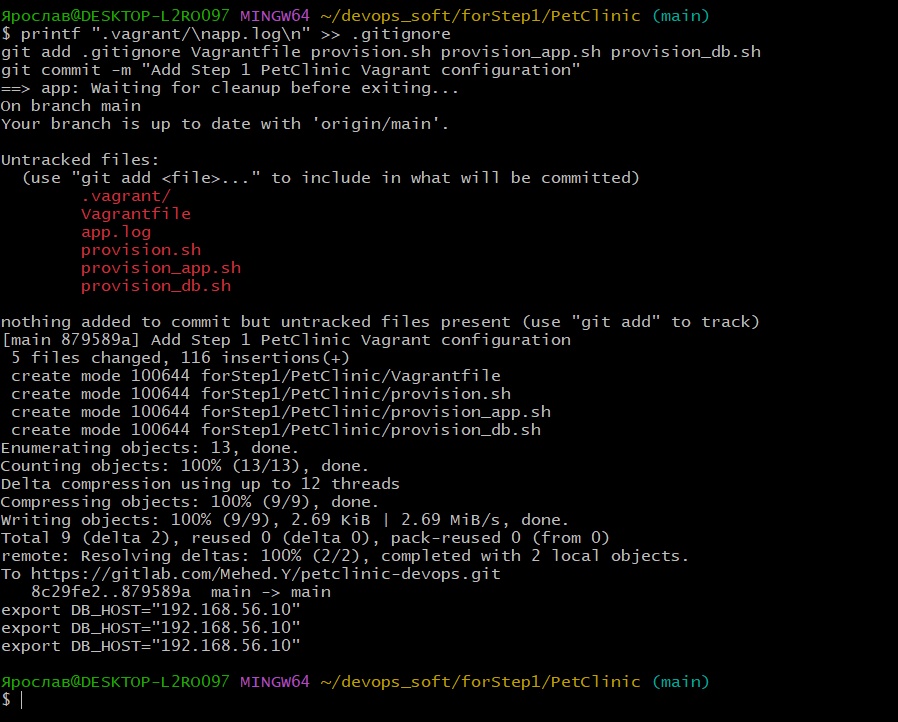 Ярослав@DESKTOP-L2RO097 MINGW64 ~/devops_soft/forStep1/PetClinic (main)
$ printf ".vagrant/\napp.log\n" >> .gitignore
git add .gitignore Vagrantfile provision.sh provision_app.sh provision_db.sh
git commit -m "Add Step 1 PetClinic Vagrant configuration"
==> app: Waiting for cleanup before exiting...
On branch main
Your branch is up to date with 'origin/main'.

Untracked files:
  (use "git add <file>..." to include in what will be committed)
        .vagrant/
        Vagrantfile
        app.log
        provision.sh
        provision_app.sh
        provision_db.sh

nothing added to commit but untracked files present (use "git add" to track)
[main 879589a] Add Step 1 PetClinic Vagrant configuration
 5 files changed, 116 insertions(+)
 create mode 100644 forStep1/PetClinic/Vagrantfile
 create mode 100644 forStep1/PetClinic/provision.sh
 create mode 100644 forStep1/PetClinic/provision_app.sh
 create mode 100644 forStep1/PetClinic/provision_db.sh
Enumerating objects: 13, done.
Counting objects: 100% (13/13), done.
Delta compression using up to 12 threads
Compressing objects: 100% (9/9), done.
Writing objects: 100% (9/9), 2.69 KiB | 2.69 MiB/s, done.
Total 9 (delta 2), reused 0 (delta 0), pack-reused 0 (from 0)
remote: Resolving deltas: 100% (2/2), completed with 2 local objects.
To https://gitlab.com/Mehed.Y/petclinic-devops.git
   8c29fe2..879589a  main -> main
export DB_HOST="192.168.56.10"
export DB_HOST="192.168.56.10"
export DB_HOST="192.168.56.10"

Ярослав@DESKTOP-L2RO097 MINGW64 ~/devops_soft/forStep1/PetClinic (main)
$